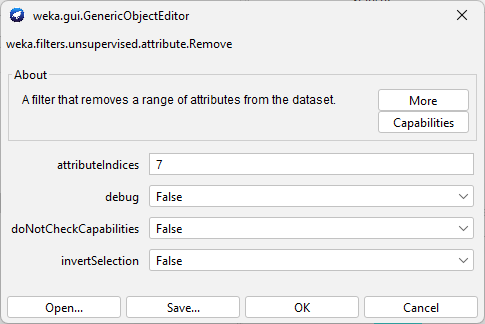 weka.gui.GenericObjectEditor
weka.filters.unsupervised.attribute.Remove
About
A filter that removes a range of attributes from the dataset.
More
Capabilities
attributeIndices 7
debug False
doNotCheckCapabilities False
invertSelection False
Open... Save... OK Cancel